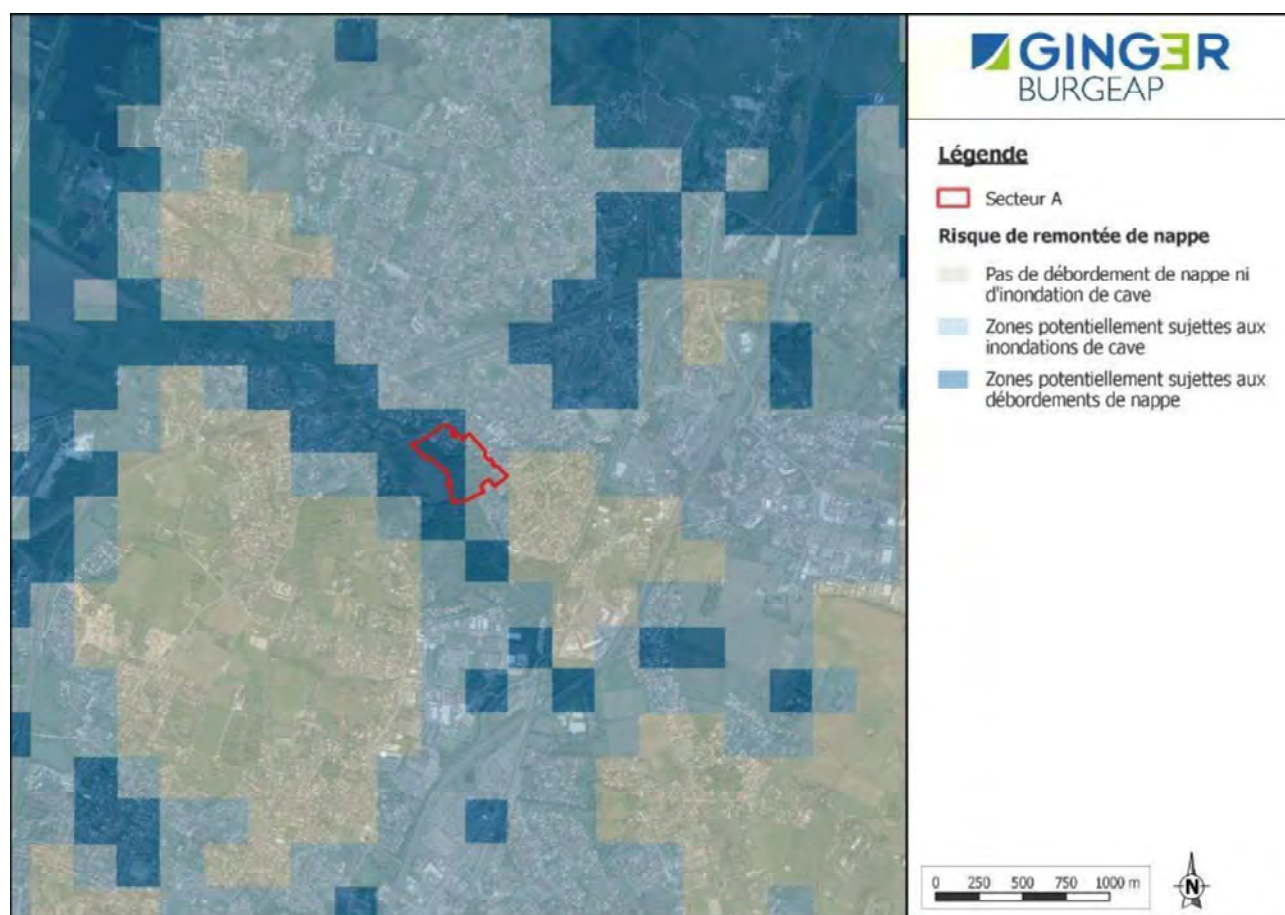 GINGER
BURGEAP
Légende
Secteur A
Risque de remontée de nappe
Pas de débordement de nappe ni
d'inondation de cave
Zones potentiellement sujettes aux
inondations de cave
Zones potentiellement sujettes aux
débordements de nappe
0 250 500 750 1000 m
N